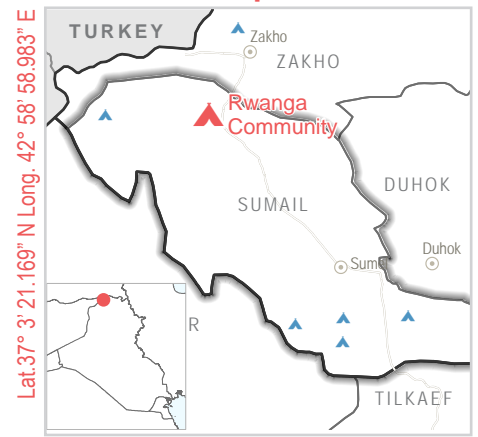 TURKEY
Zakho
ZAKHO
Rwanga
Community
DUHOK
SUMAIL
Duhok
R
TILKAEF
Lat.37° 3' 21.169" N Long. 42° 58' 58.983" E